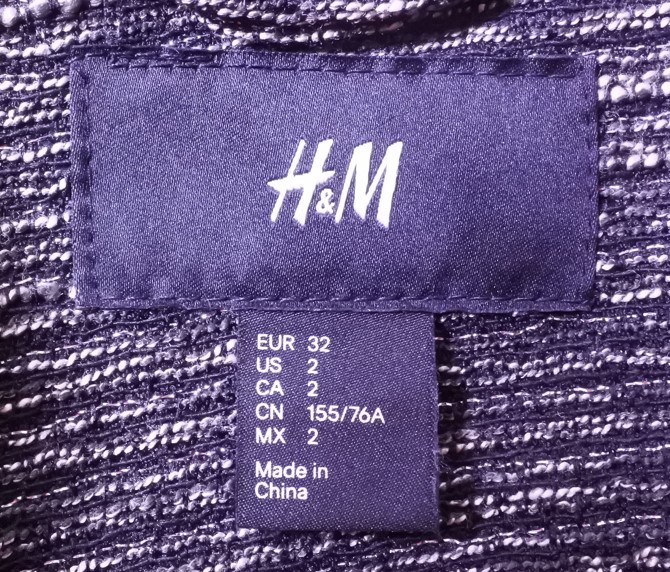 H&M
EUR 32
US 2
CA 2
CN 155/76A
MX 2
Made in
China